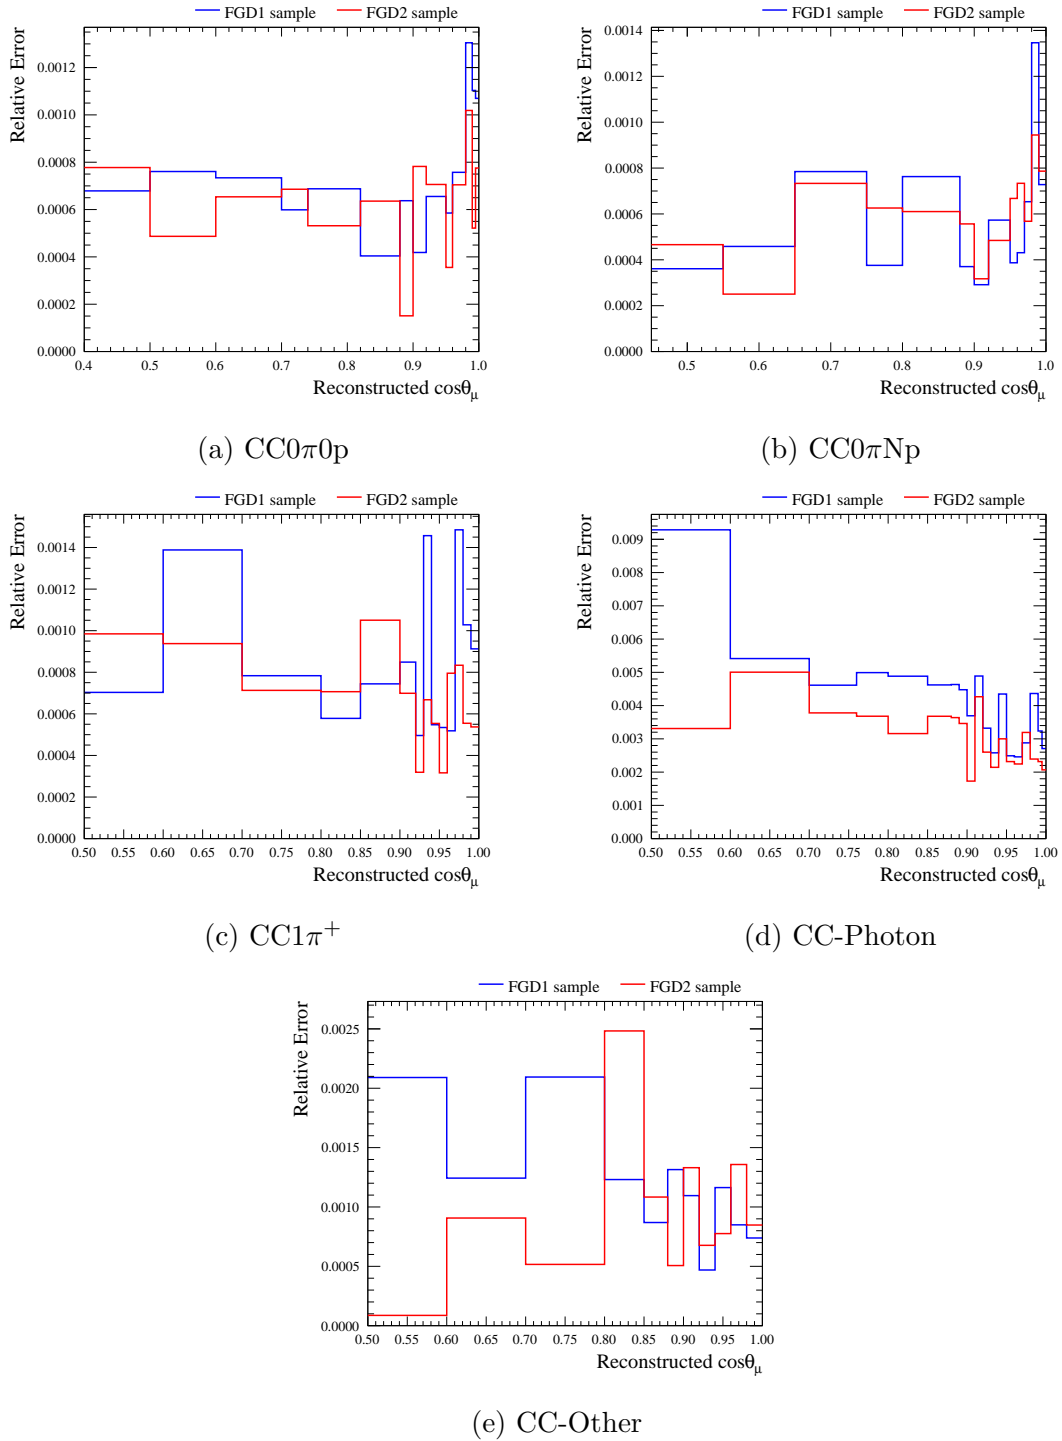 FGD1 sample FGD2 sample
Relative Error
0.0012
0.0010
0.0008
0.0006
0.0004
0.0002
0.0000
0.4 0.5 0.6 0.7 0.8 0.9 1.0
Reconstructed cosθμ
(a) CC0π0p
FGD1 sample FGD2 sample
Relative Error
0.0014
0.0012
0.0010
0.0008
0.0006
0.0004
0.0002
0.0000
0.5 0.6 0.7 0.8 0.9 1.0
Reconstructed cosθμ
(b) CC0πNp
FGD1 sample FGD2 sample
Relative Error
0.0014
0.0012
0.0010
0.0008
0.0006
0.0004
0.0002
0.0000
0.50 0.55 0.60 0.65 0.70 0.75 0.80 0.85 0.90 0.95 1.00
Reconstructed cosθμ
(c) CC1π⁺
FGD1 sample FGD2 sample
Relative Error
0.009
0.008
0.007
0.006
0.005
0.004
0.003
0.002
0.001
0.000
0.50 0.55 0.60 0.65 0.70 0.75 0.80 0.85 0.90 0.95 1.00
Reconstructed cosθμ
(d) CC-Photon
FGD1 sample FGD2 sample
Relative Error
0.0025
0.0020
0.0015
0.0010
0.0005
0.0000
0.50 0.55 0.60 0.65 0.70 0.75 0.80 0.85 0.90 0.95 1.00
Reconstructed cosθμ
(e) CC-Other